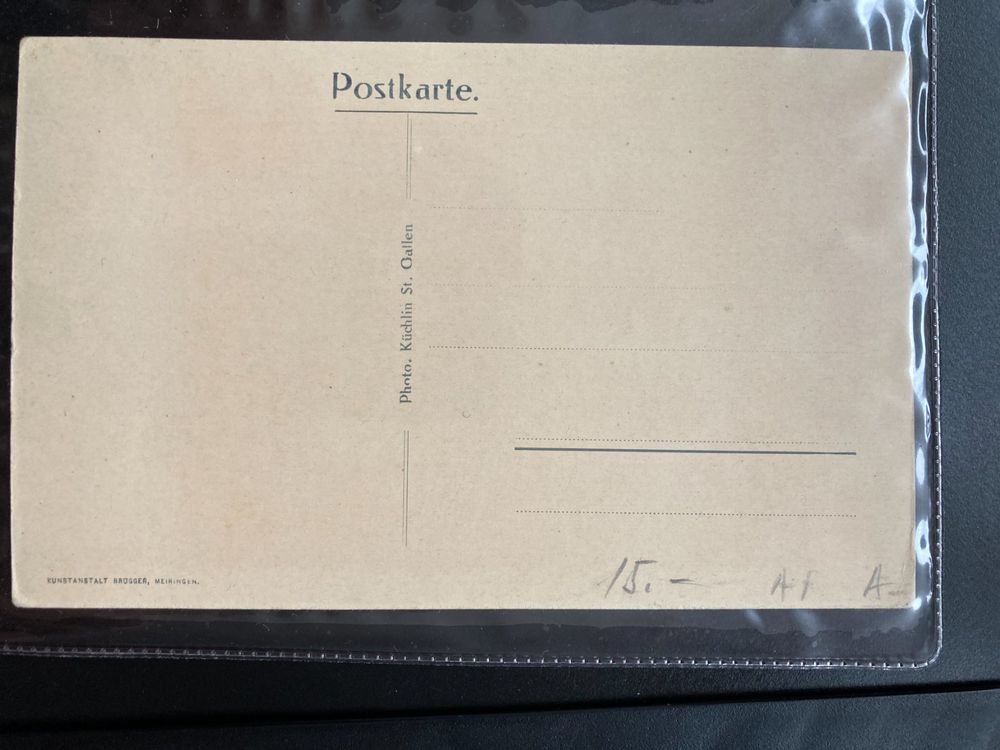 Postkarte.
Photo. Küchlin St. Gallen
KUNSTANSTALT BRÜGGER, MEIRINGEN.
15.-